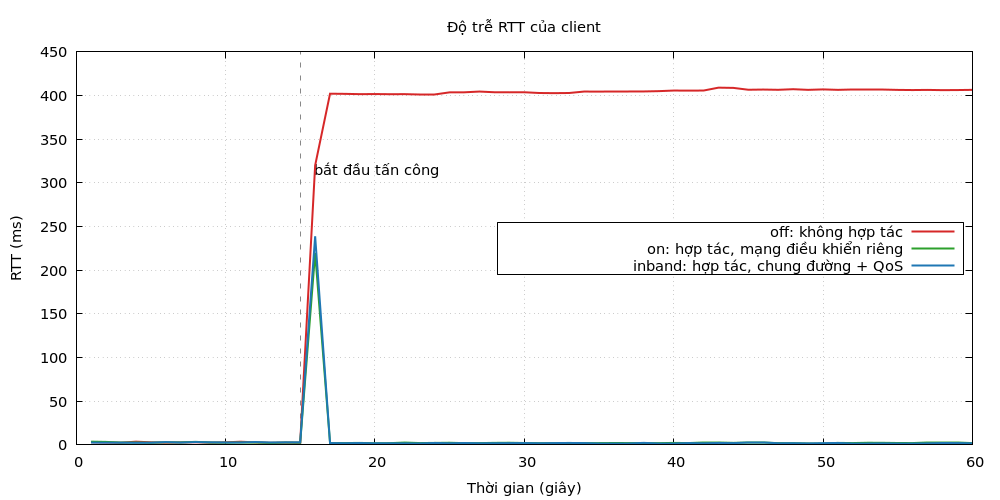 Độ trễ RTT của client
450
400
350
300
250
200
150
100
50
0
RTT (ms)
bắt đầu tấn công
off: không hợp tác
on: hợp tác, mạng điều khiển riêng
inband: hợp tác, chung đường + QoS
0 10 20 30 40 50 60
Thời gian (giây)